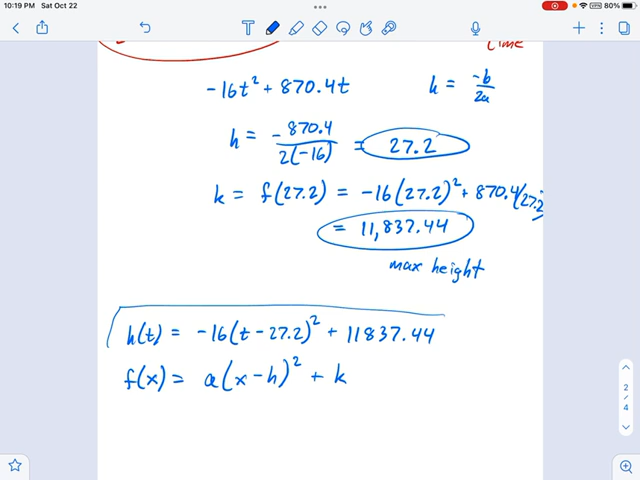 10:19 PM Sat Oct 22
80%
time
-16t² + 870.4t h = -b/2a
h = -870.4/2(-16) = 27.2
k = f(27.2) = -16(27.2)² + 870.4(27.2)
= 11,837.44
max height
h(t) = -16(t - 27.2)² + 11837.44
f(x) = a(x-h)² + k
2
/
4